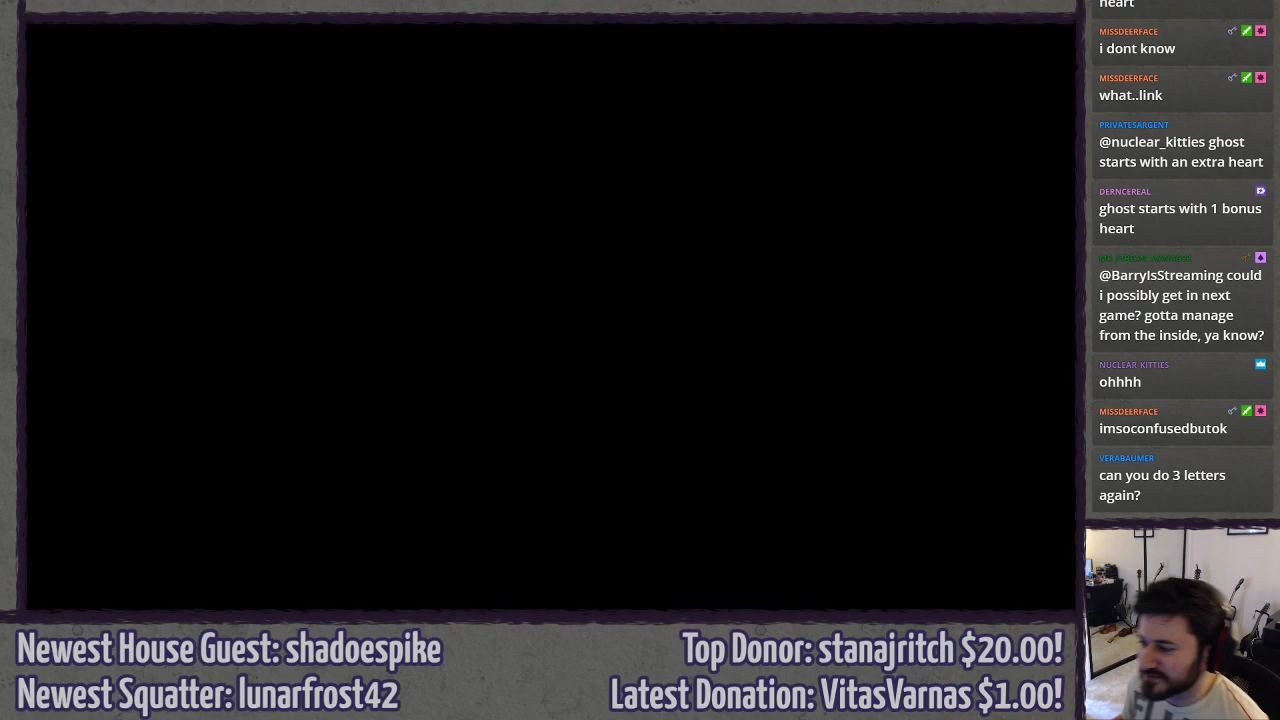 heart
MISSDEERFACE
i dont know
MISSDEERFACE
what..link
PRIVATESARGENT
@nuclear_kitties ghost
starts with an extra heart
DERNCEREAL
ghost starts with 1 bonus
heart
@BarryIsStreaming could
i possibly get in next
game? gotta manage
from the inside, ya know?
NUCLEAR_KITTIES
ohhhh
MISSDEERFACE
imsoconfusedbutok
VERABAUMER
can you do 3 letters
again?
Newest House Guest: shadoespike
Newest Squatter: lunarfrost42
Top Donor: stanajritch $20.00!
Latest Donation: VitasVarnas $1.00!